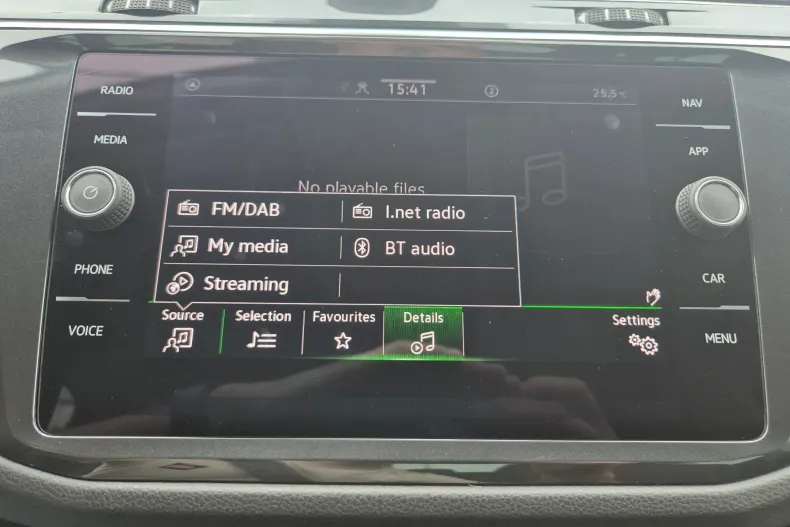 RADIO
MEDIA
PHONE
VOICE
15:41
25,5°C
No playable files
FM/DAB
I.net radio
My media
BT audio
Streaming
Source
Selection
Favourites
Details
Settings
NAV
APP
CAR
MENU